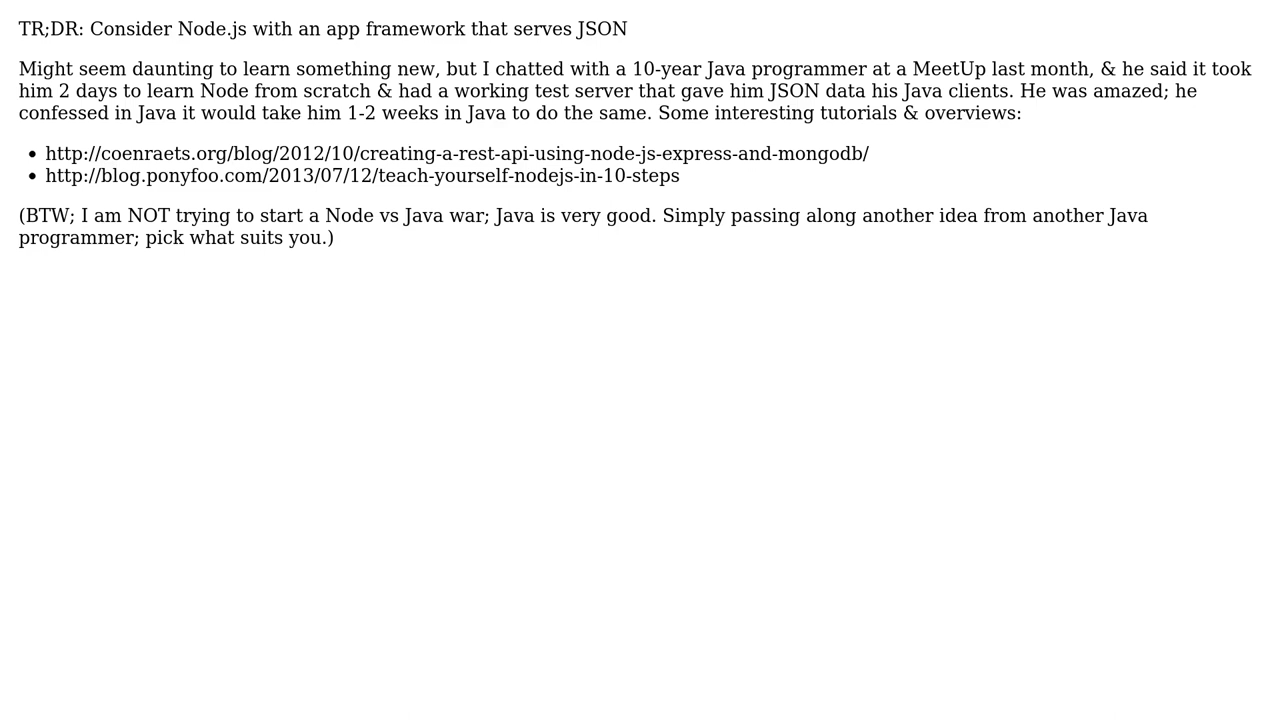 TR;DR: Consider Node.js with an app framework that serves JSON
Might seem daunting to learn something new, but I chatted with a 10-year Java programmer at a MeetUp last month, & he said it took
him 2 days to learn Node from scratch & had a working test server that gave him JSON data his Java clients. He was amazed; he
confessed in Java it would take him 1-2 weeks in Java to do the same. Some interesting tutorials & overviews:
• http://coenraets.org/blog/2012/10/creating-a-rest-api-using-node-js-express-and-mongodb/
• http://blog.ponyfoo.com/2013/07/12/teach-yourself-nodejs-in-10-steps
(BTW; I am NOT trying to start a Node vs Java war; Java is very good. Simply passing along another idea from another Java
programmer; pick what suits you.)